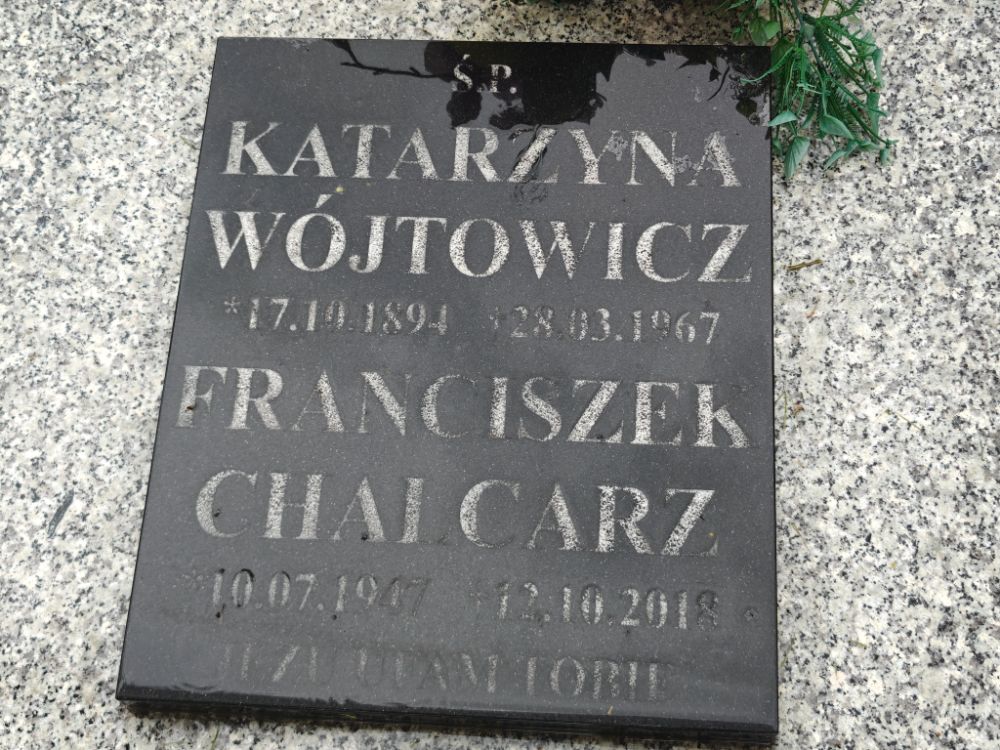 Ś.P.
KATARZYNA
WÓJTOWICZ
*17.10.1894 †28.03.1967
FRANCISZEK
CHALCARZ
*10.07.1947 †12.10.2018
JEZU UFAM TOBIE